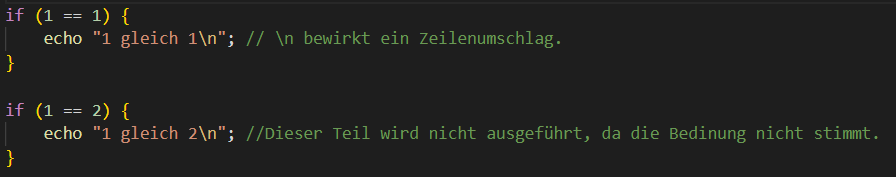 if (1 == 1) {
    echo "1 gleich 1\n"; // \n bewirkt ein Zeilenumschlag.
}
if (1 == 2) {
    echo "1 gleich 2\n"; //Dieser Teil wird nicht ausgeführt, da die Bedinung nicht stimmt.
}